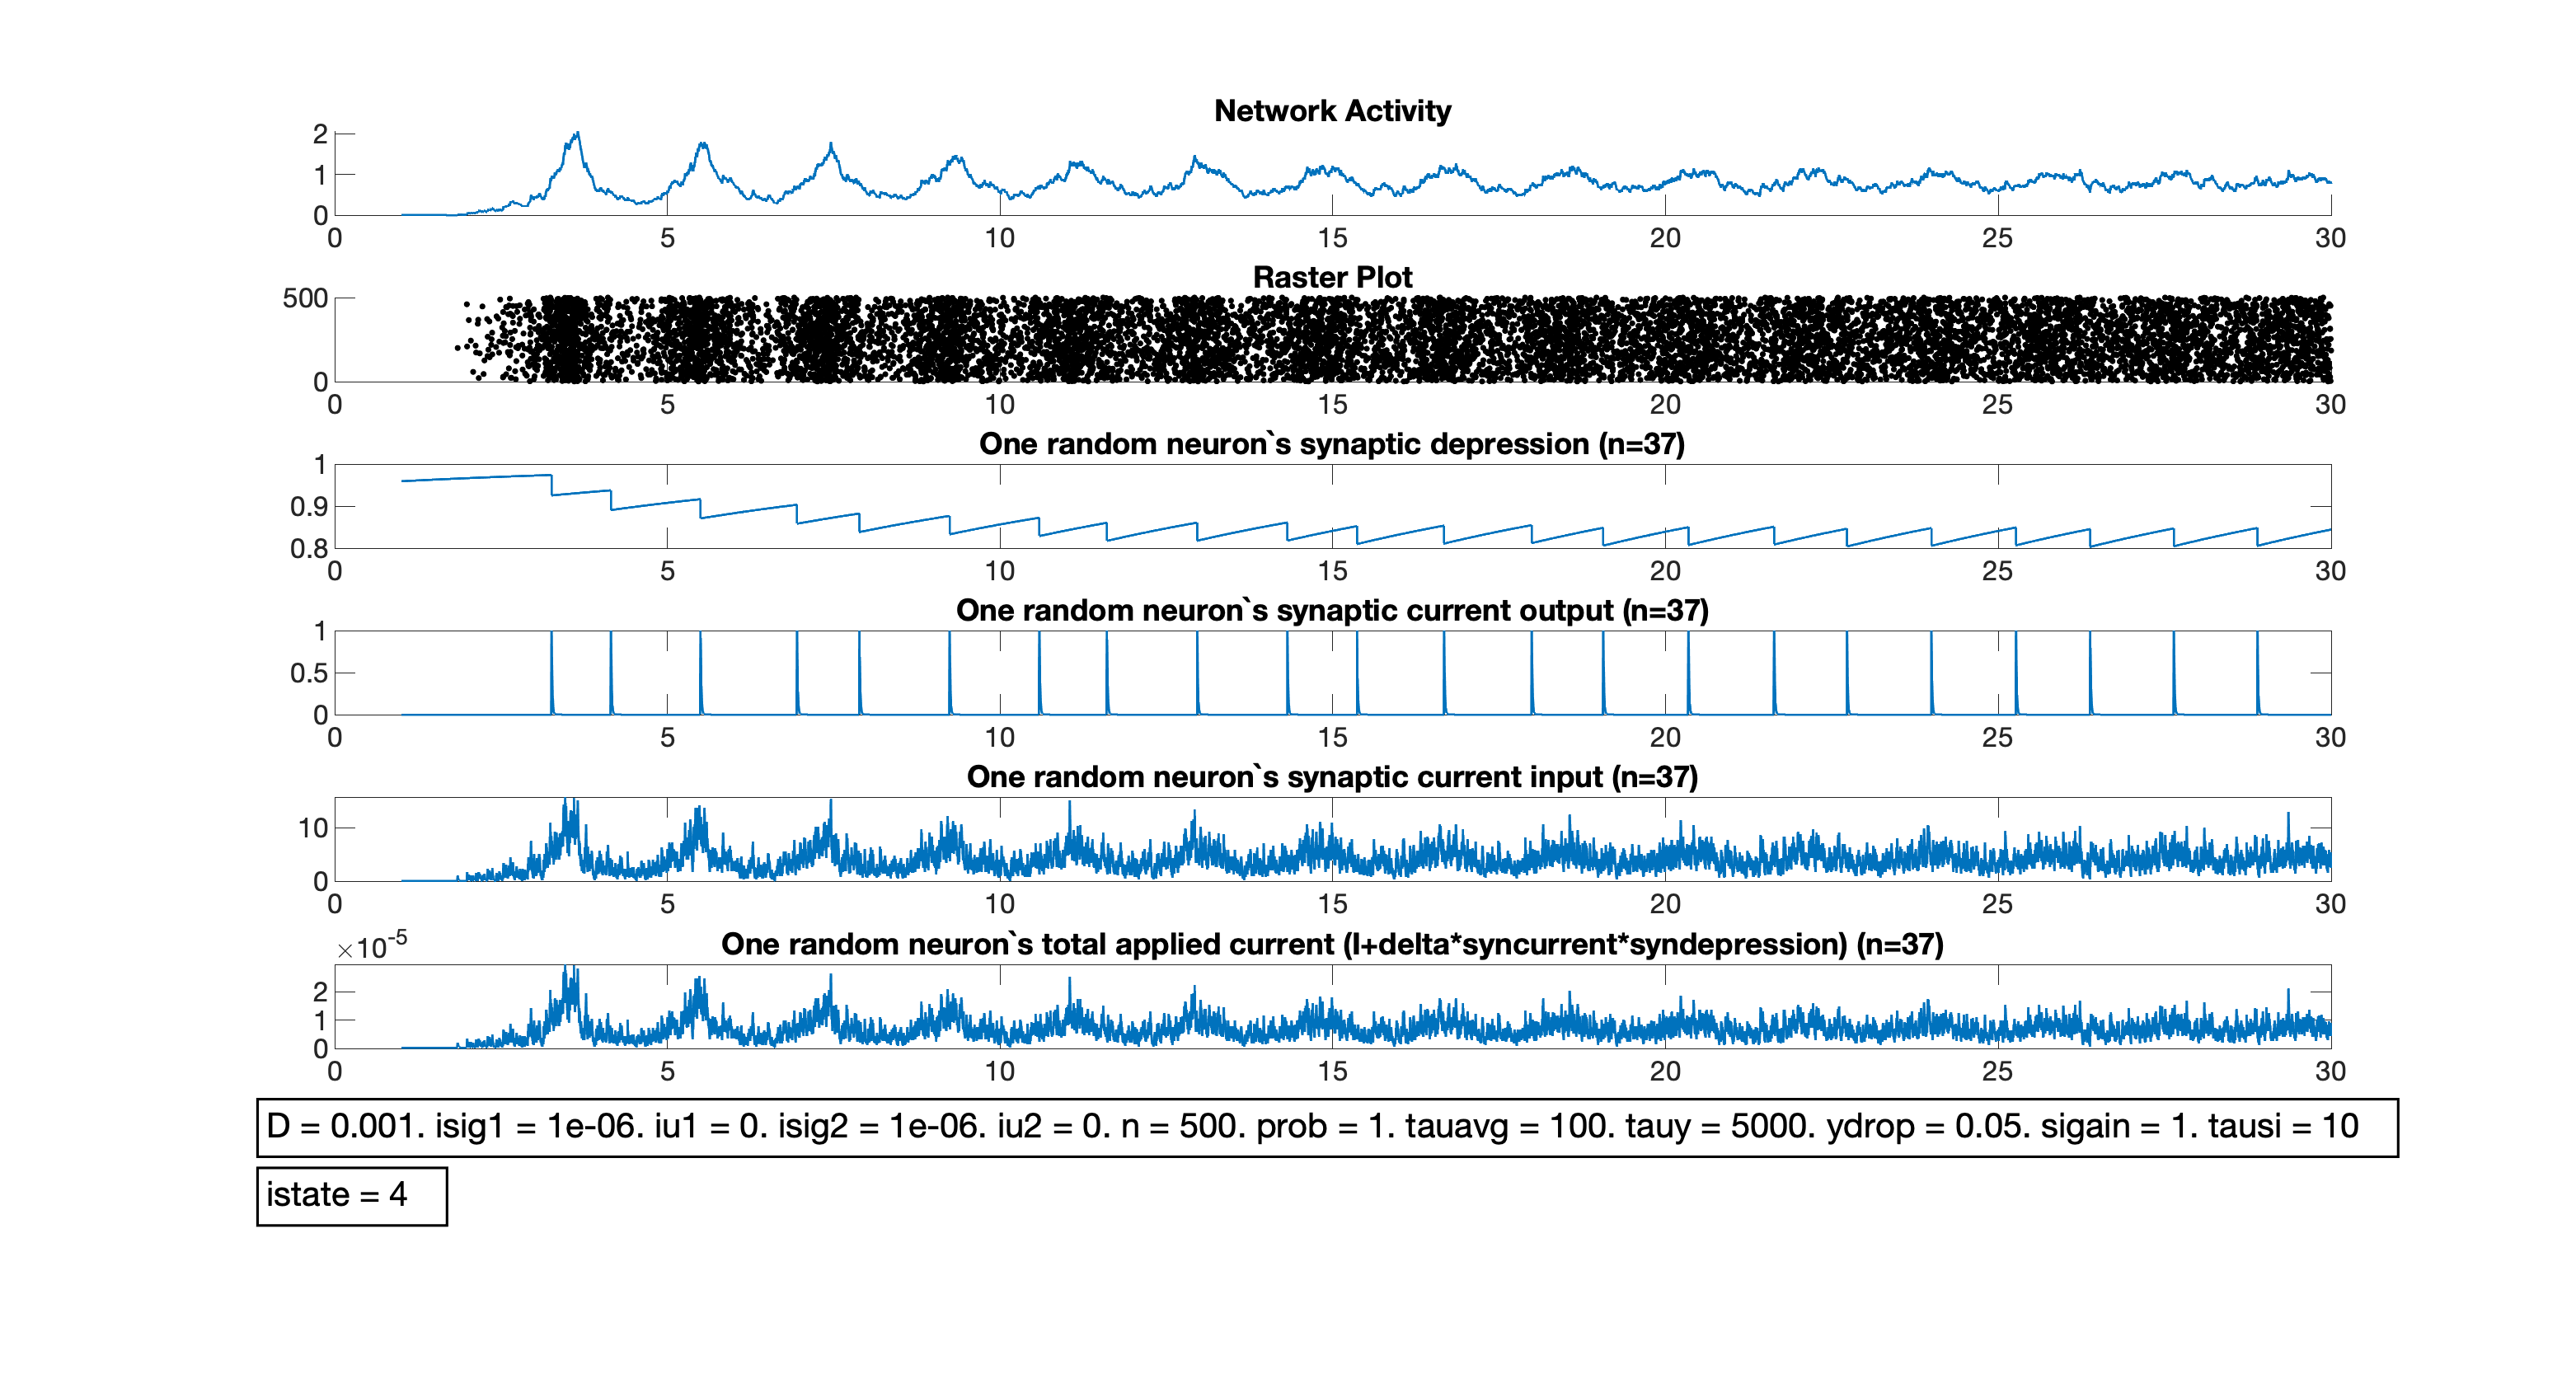 Network Activity
2
1
0
0 5 10 15 20 25 30
Raster Plot
500
0
0 5 10 15 20 25 30
One random neuron`s synaptic depression (n=37)
1
0.9
0.8
0 5 10 15 20 25 30
One random neuron`s synaptic current output (n=37)
1
0.5
0
0 5 10 15 20 25 30
One random neuron`s synaptic current input (n=37)
10
0
0 5 10 15 20 25 30
×10-5
One random neuron`s total applied current (I+delta*syncurrent*syndepression) (n=37)
2
1
0
0 5 10 15 20 25 30
D = 0.001. isig1 = 1e-06. iu1 = 0. isig2 = 1e-06. iu2 = 0. n = 500. prob = 1. tauavg = 100. tauy = 5000. ydrop = 0.05. sigain = 1. tausi = 10
istate = 4